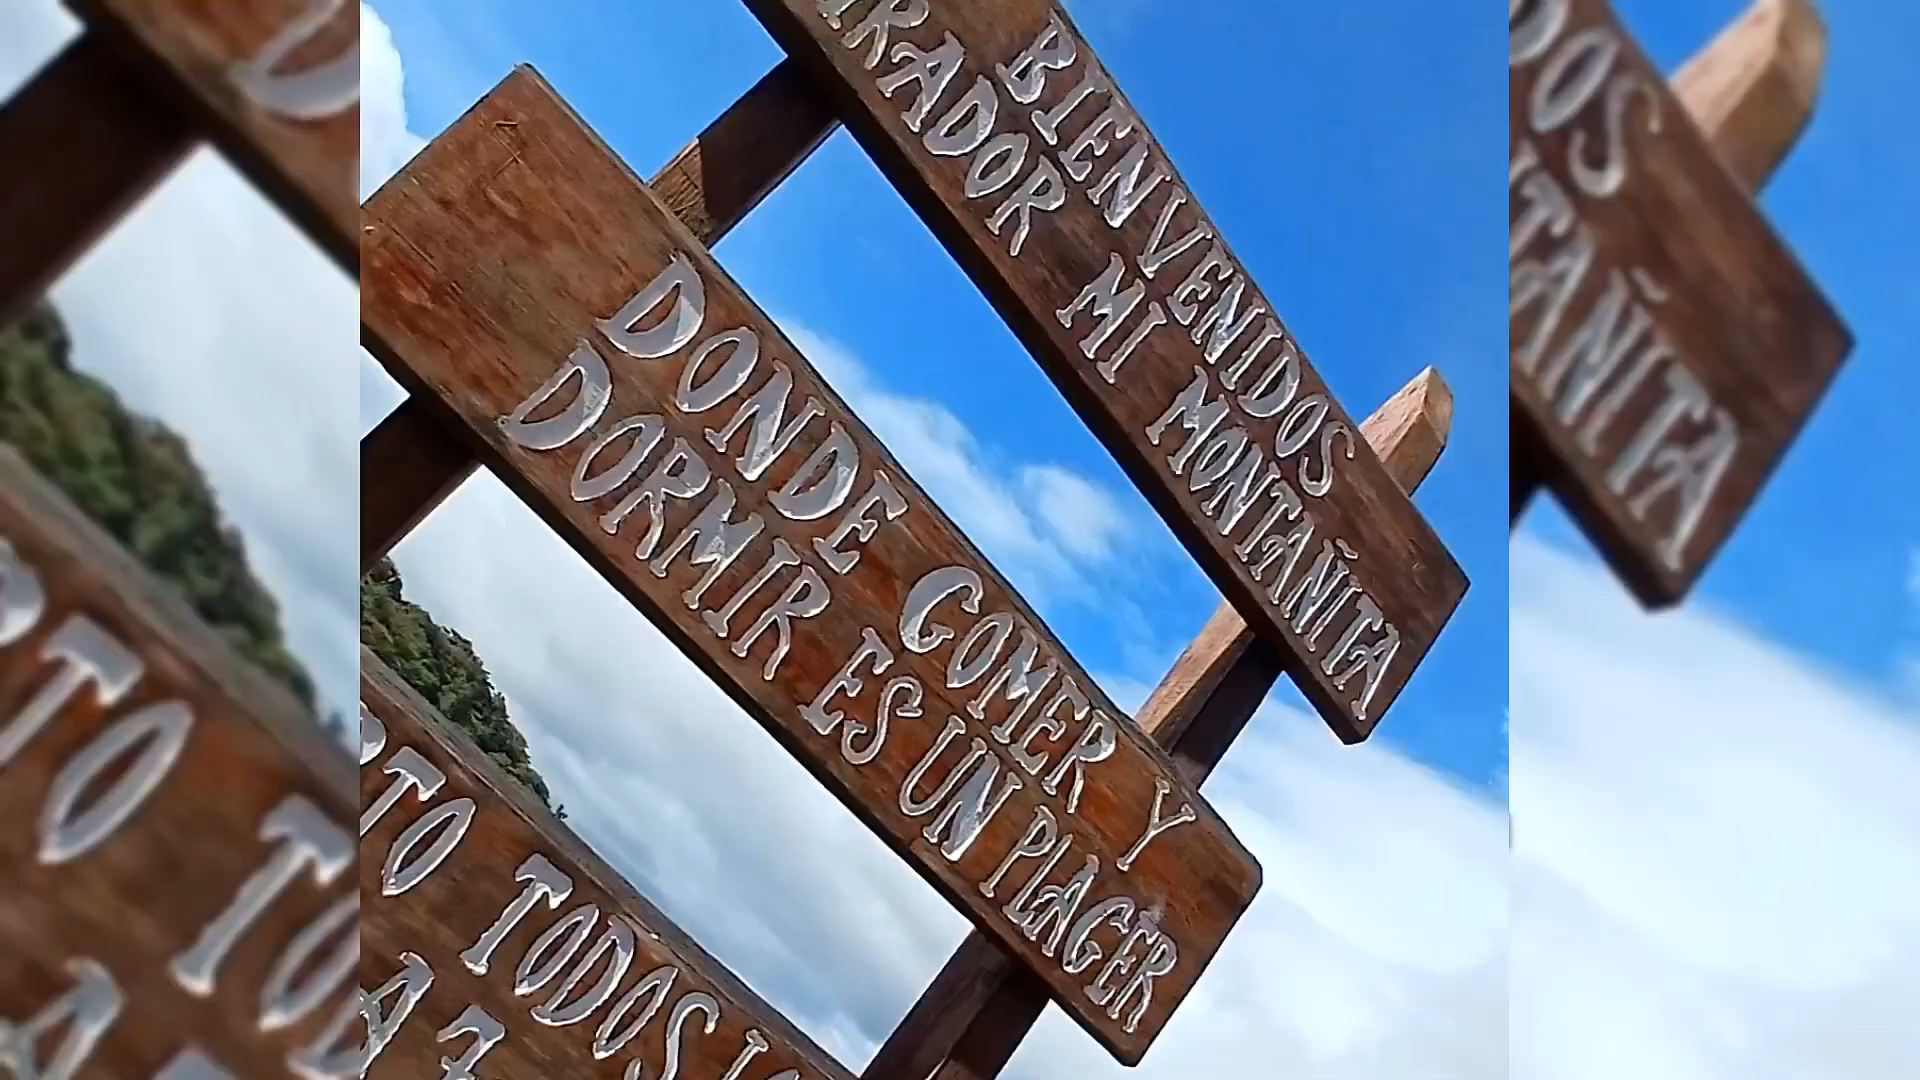 BIENVENIDOS
MIRADOR MI MONTAÑITA
DONDE COMER Y
DORMIR ES UN PLACER
TODOS